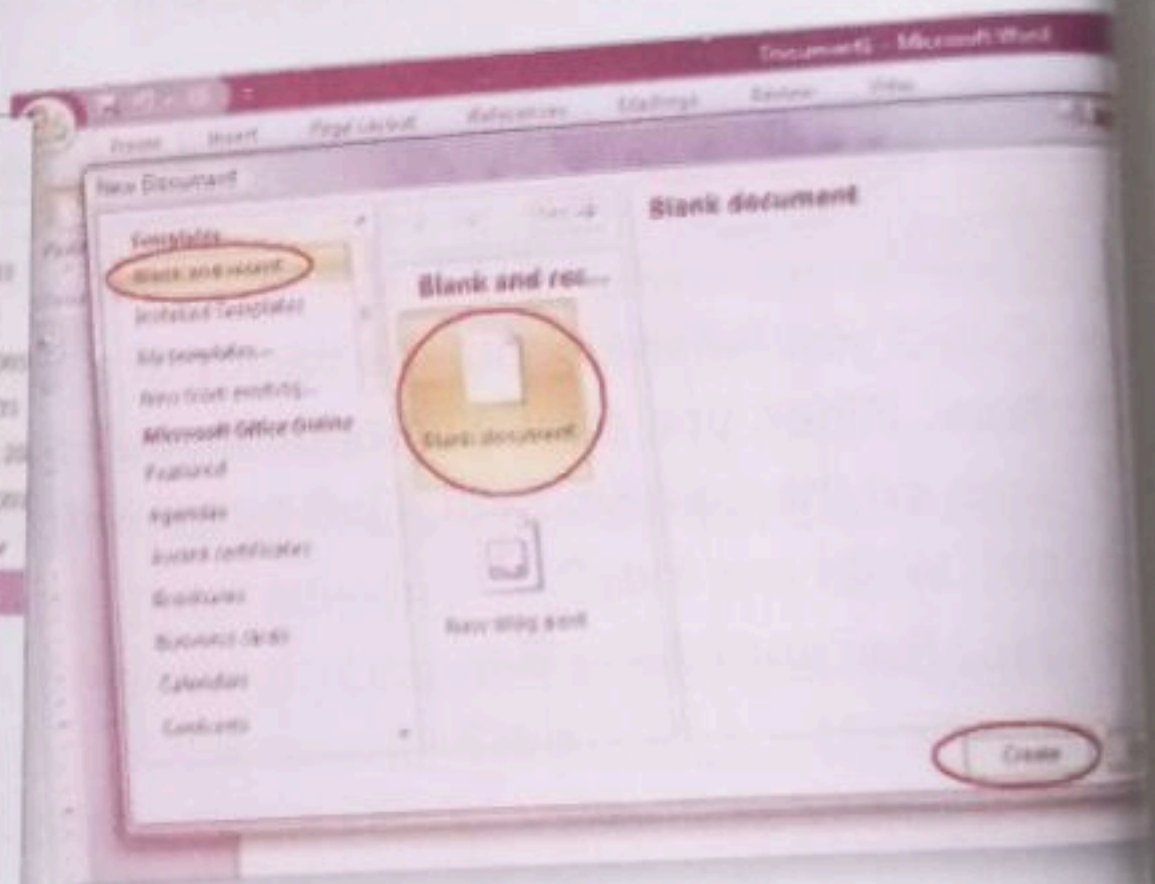 Document1 - Microsoft Word
Insert Page Layout References Mailings Review View
New Document
Templates
Blank and recent
Installed Templates
My templates...
New from existing...
Microsoft Office Online
Featured
Agendas
Award certificates
Brochures
Business cards
Calendars
Contracts
Blank and rec...
Blank document
New blog post
Blank document
Create